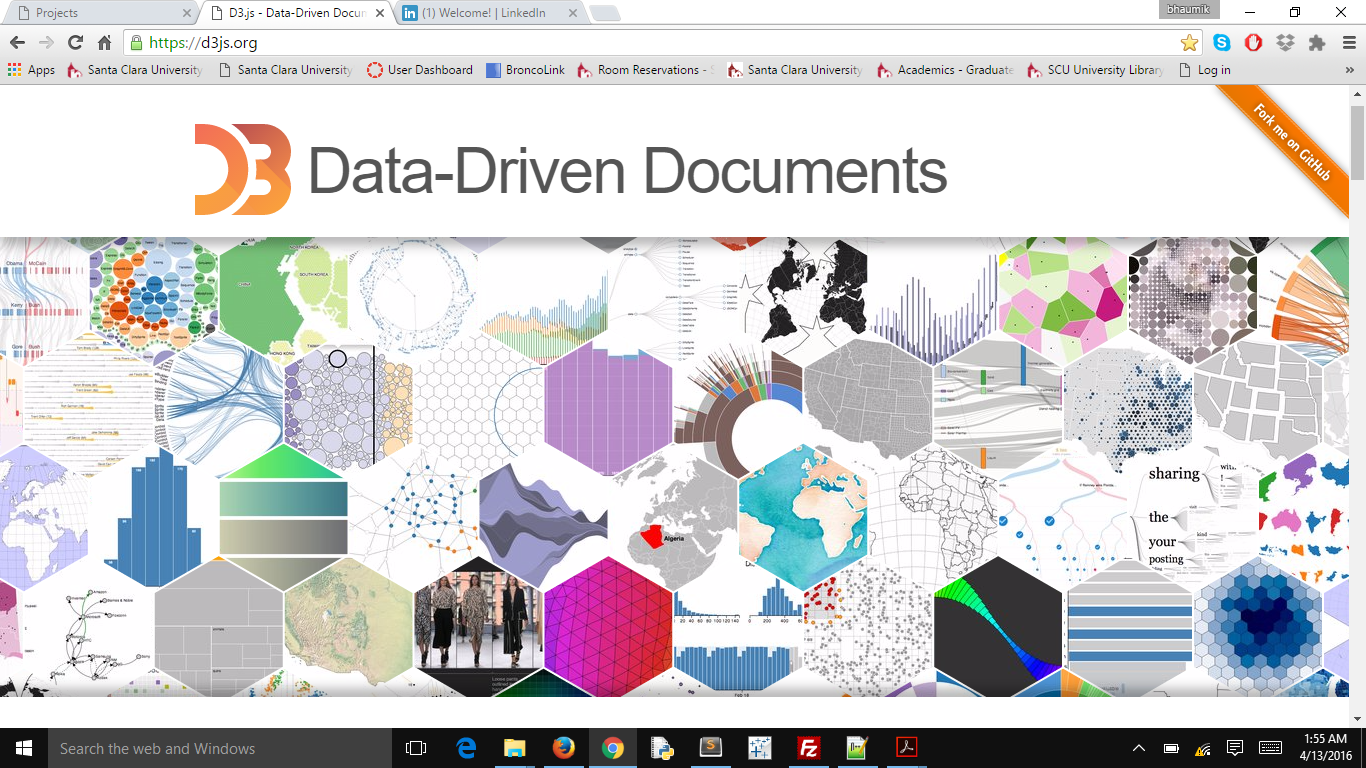 bhaumik
Projects
D3.js - Data-Driven Docum
(1) Welcome! | LinkedIn
https://d3js.org
Apps
Santa Clara University
Santa Clara University
User Dashboard
BroncoLink
Room Reservations - S
Santa Clara University
Academics - Graduate
SCU University Library
Log in
»
Fork me on GitHub
D3 Data-Driven Documents
Obama McCain
Kerry Bush
Gore Bush
NORTH KOREA
SOUTH KOREA
CHINA
HONG KONG
Algeria
sharing
with
the
your
posting
Search the web and Windows
1:55 AM
4/13/2016